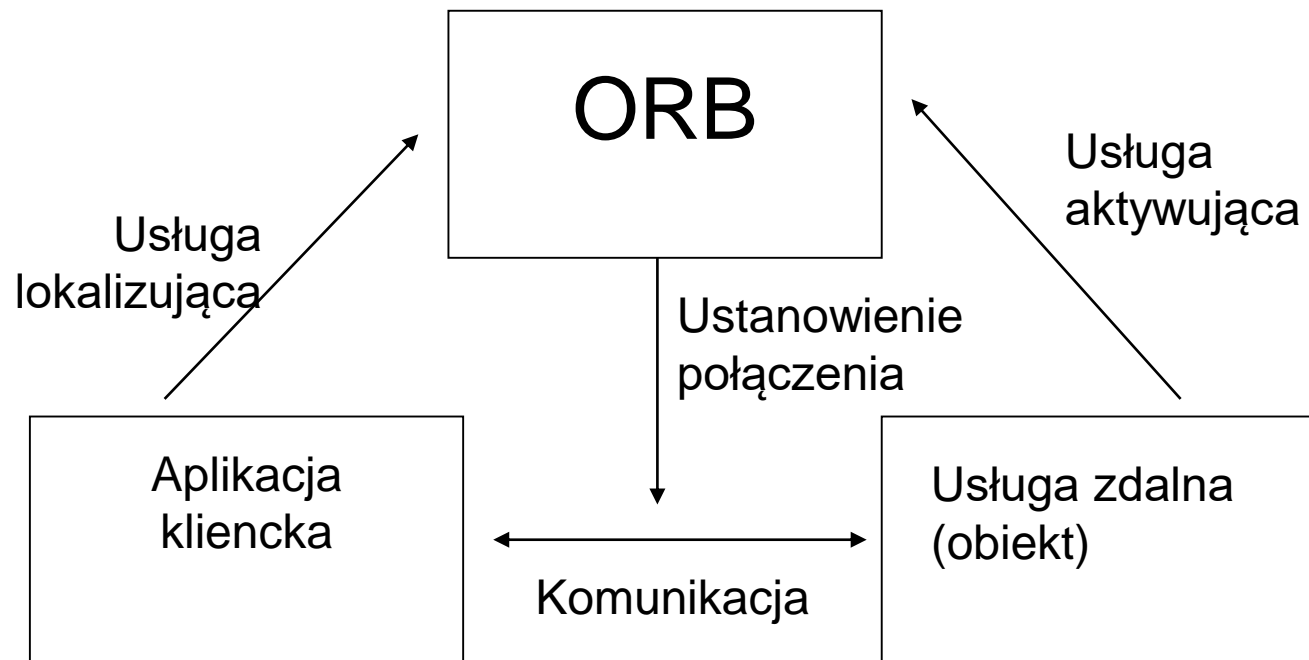 ORB
Usługa
aktywująca
Usługa
lokalizująca
Ustanowienie
połączenia
Aplikacja
kliencka
Usługa zdalna
(obiekt)
Komunikacja